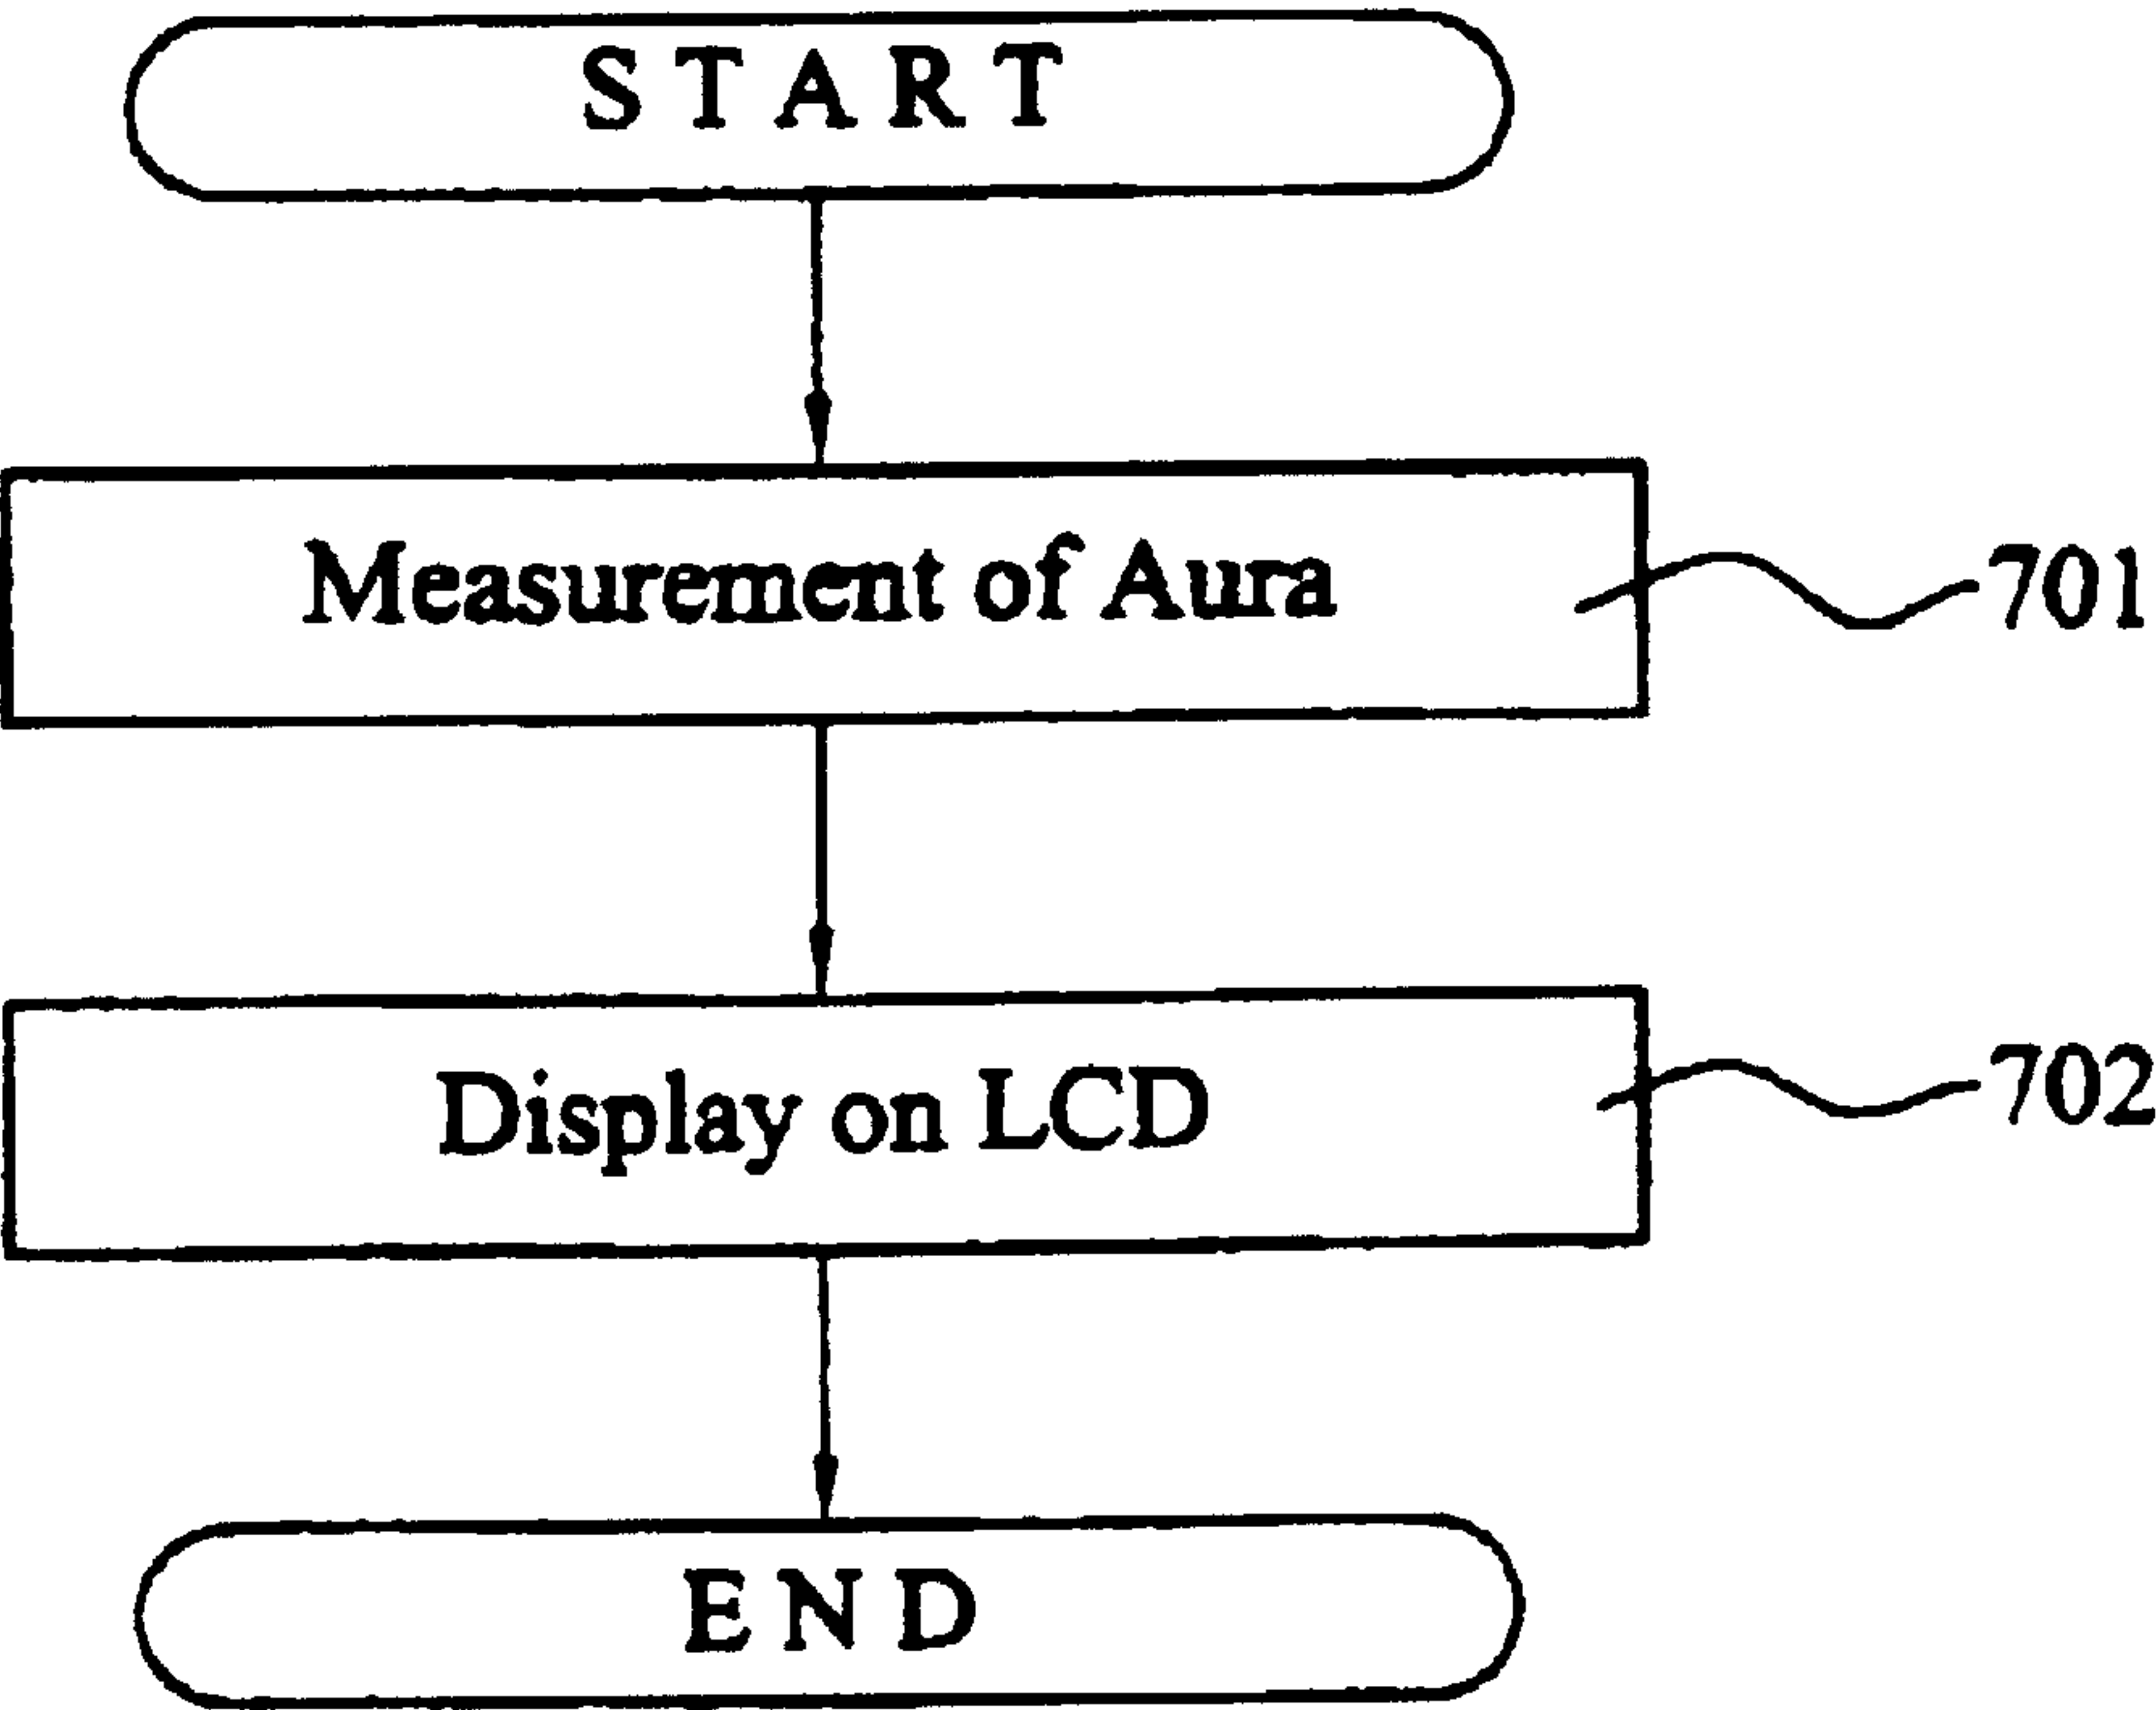 START
Measurement of Aura
701
Display on LCD
702
END